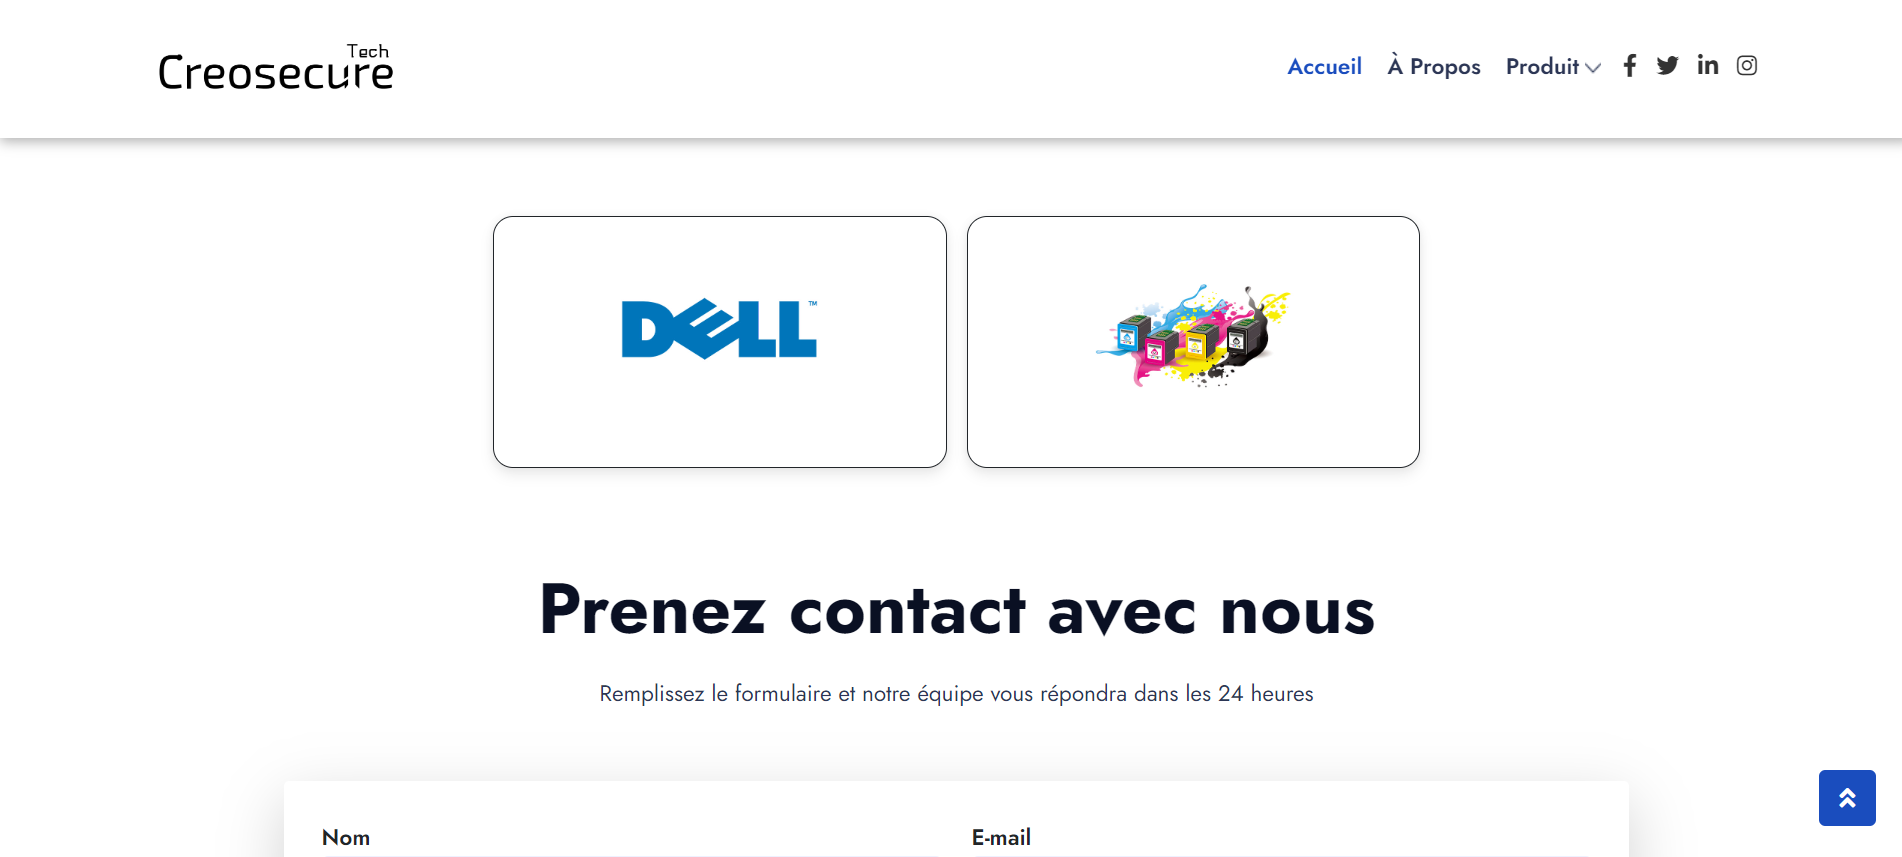 Tech
Creosecure
Accueil À Propos Produit
DELL™
Prenez contact avec nous
Remplissez le formulaire et notre équipe vous répondra dans les 24 heures
Nom E-mail